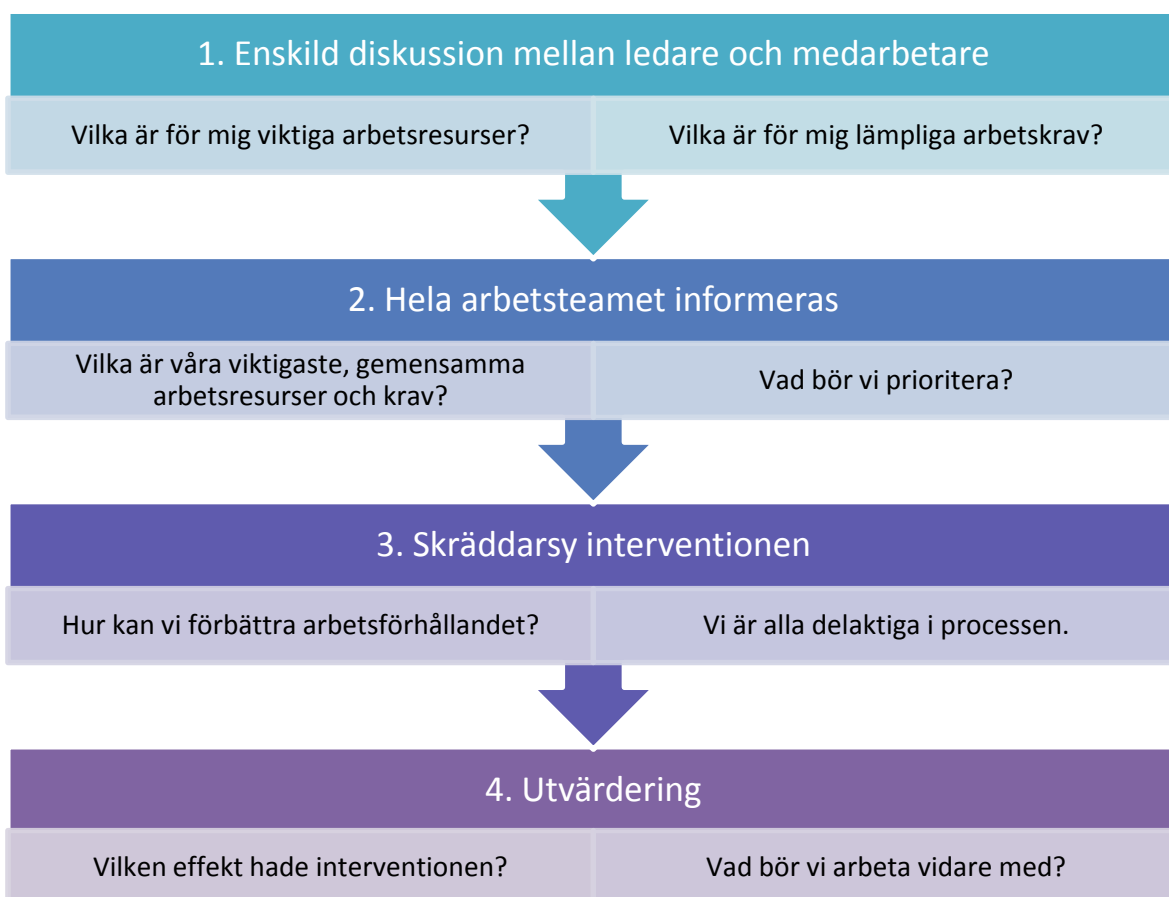 1. Enskild diskussion mellan ledare och medarbetare
Vilka är för mig viktiga arbetsresurser?
Vilka är för mig lämpliga arbetskrav?
2. Hela arbetsteamet informeras
Vilka är våra viktigaste, gemensamma
arbetsresurser och krav?
Vad bör vi prioritera?
3. Skräddarsy interventionen
Hur kan vi förbättra arbetsförhållandet?
Vi är alla delaktiga i processen.
4. Utvärdering
Vilken effekt hade interventionen?
Vad bör vi arbeta vidare med?